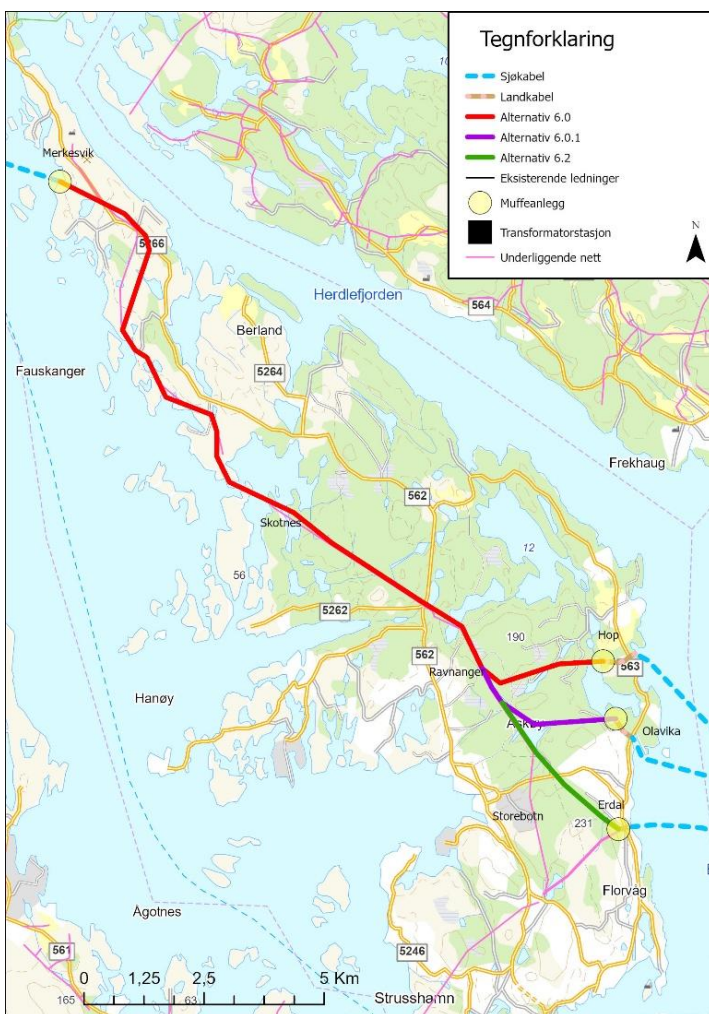 Tegnforklaring
Sjøkabel
Landkabel
Alternativ 6.0
Alternativ 6.0.1
Alternativ 6.2
Eksisterende ledninger
Muffeanlegg
Transformatorstasjon
Underliggende nett
N
Merkesvik
5266
Herdlefjorden
564
Berland
5264
Fauskanger
Frekhaug
562
Skotnes
12
56
5262
190
Hop
562
563
Ravnanger
Hanøy
Askøy
Olavika
Erdal
Storebotn
231
Florvåg
Ågotnes
561
5246
0 1,25 2,5 5 Km
165
63
Strusshamn